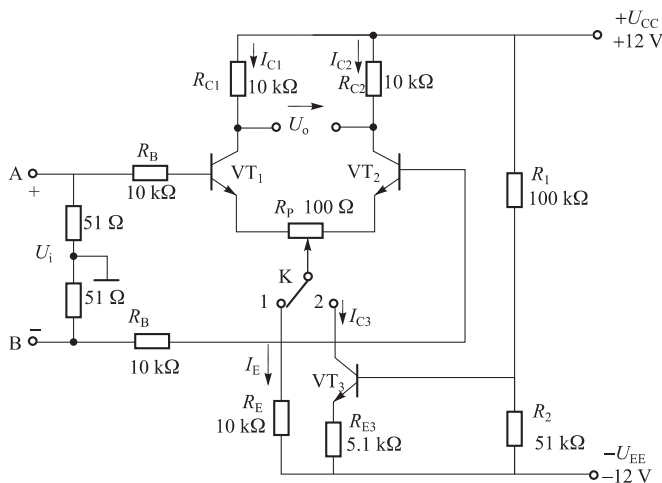 +U_CC
+12 V
I_C1
I_C2
R_C1
10 kΩ
R_C2
10 kΩ
U_o
A
+
R_B
10 kΩ
VT_1
VT_2
R_1
100 kΩ
R_P 100 Ω
51 Ω
U_i
K
51 Ω
1
2
I_C3
B
−
R_B
10 kΩ
I_E
VT_3
R_E
10 kΩ
R_E3
5.1 kΩ
R_2
51 kΩ
−U_EE
−12 V